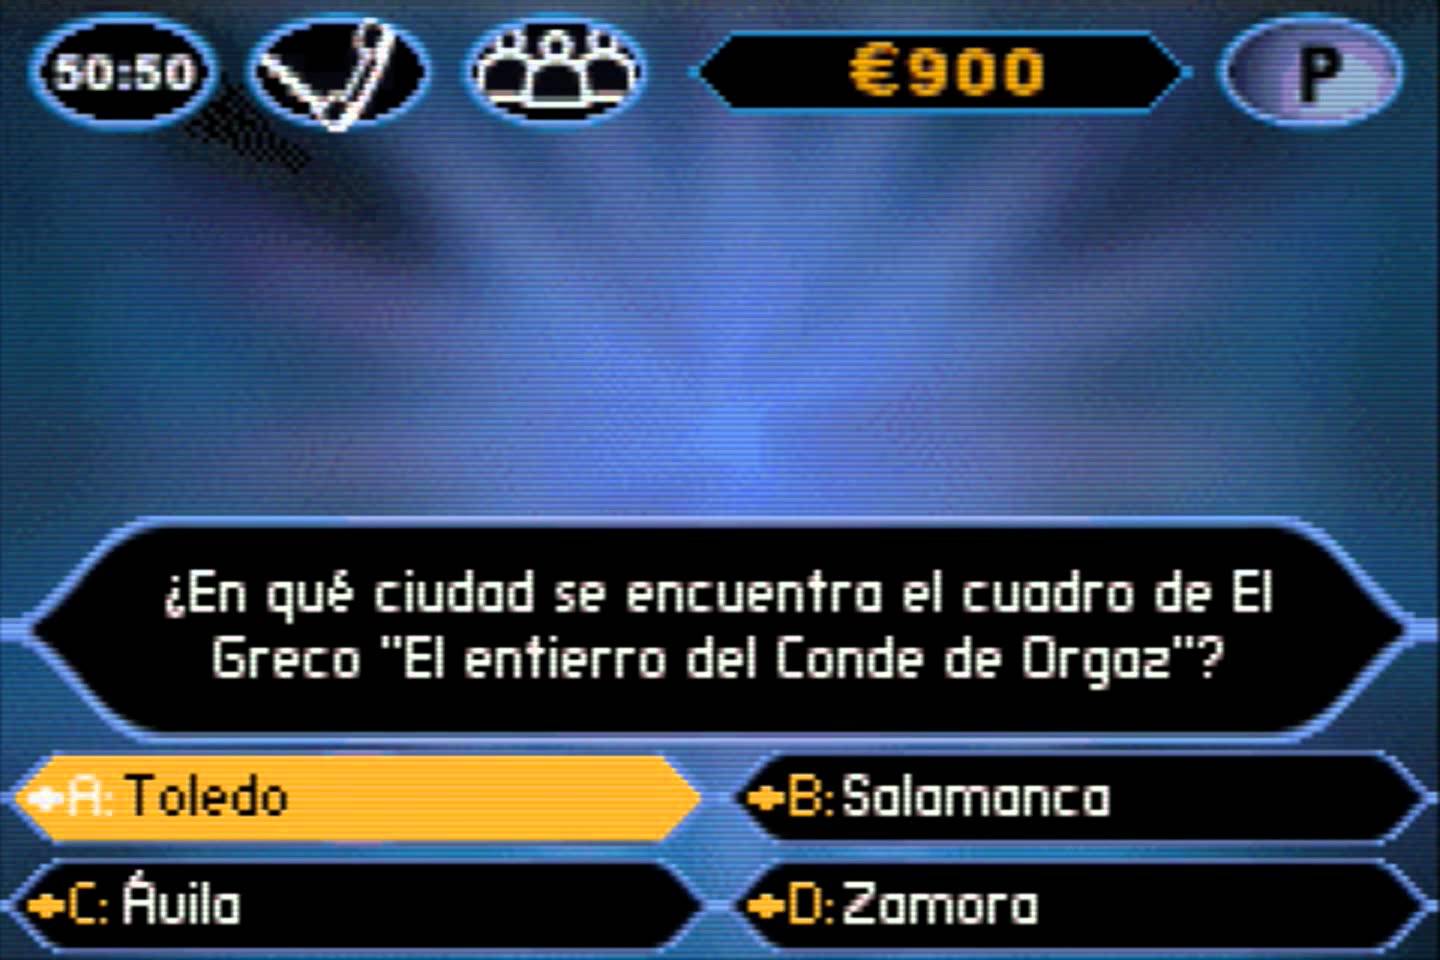 50:50
€900
P
¿En qué ciudad se encuentra el cuadro de El
Greco "El entierro del Conde de Orgaz"?
A: Toledo
B: Salamanca
C: Ávila
D: Zamora